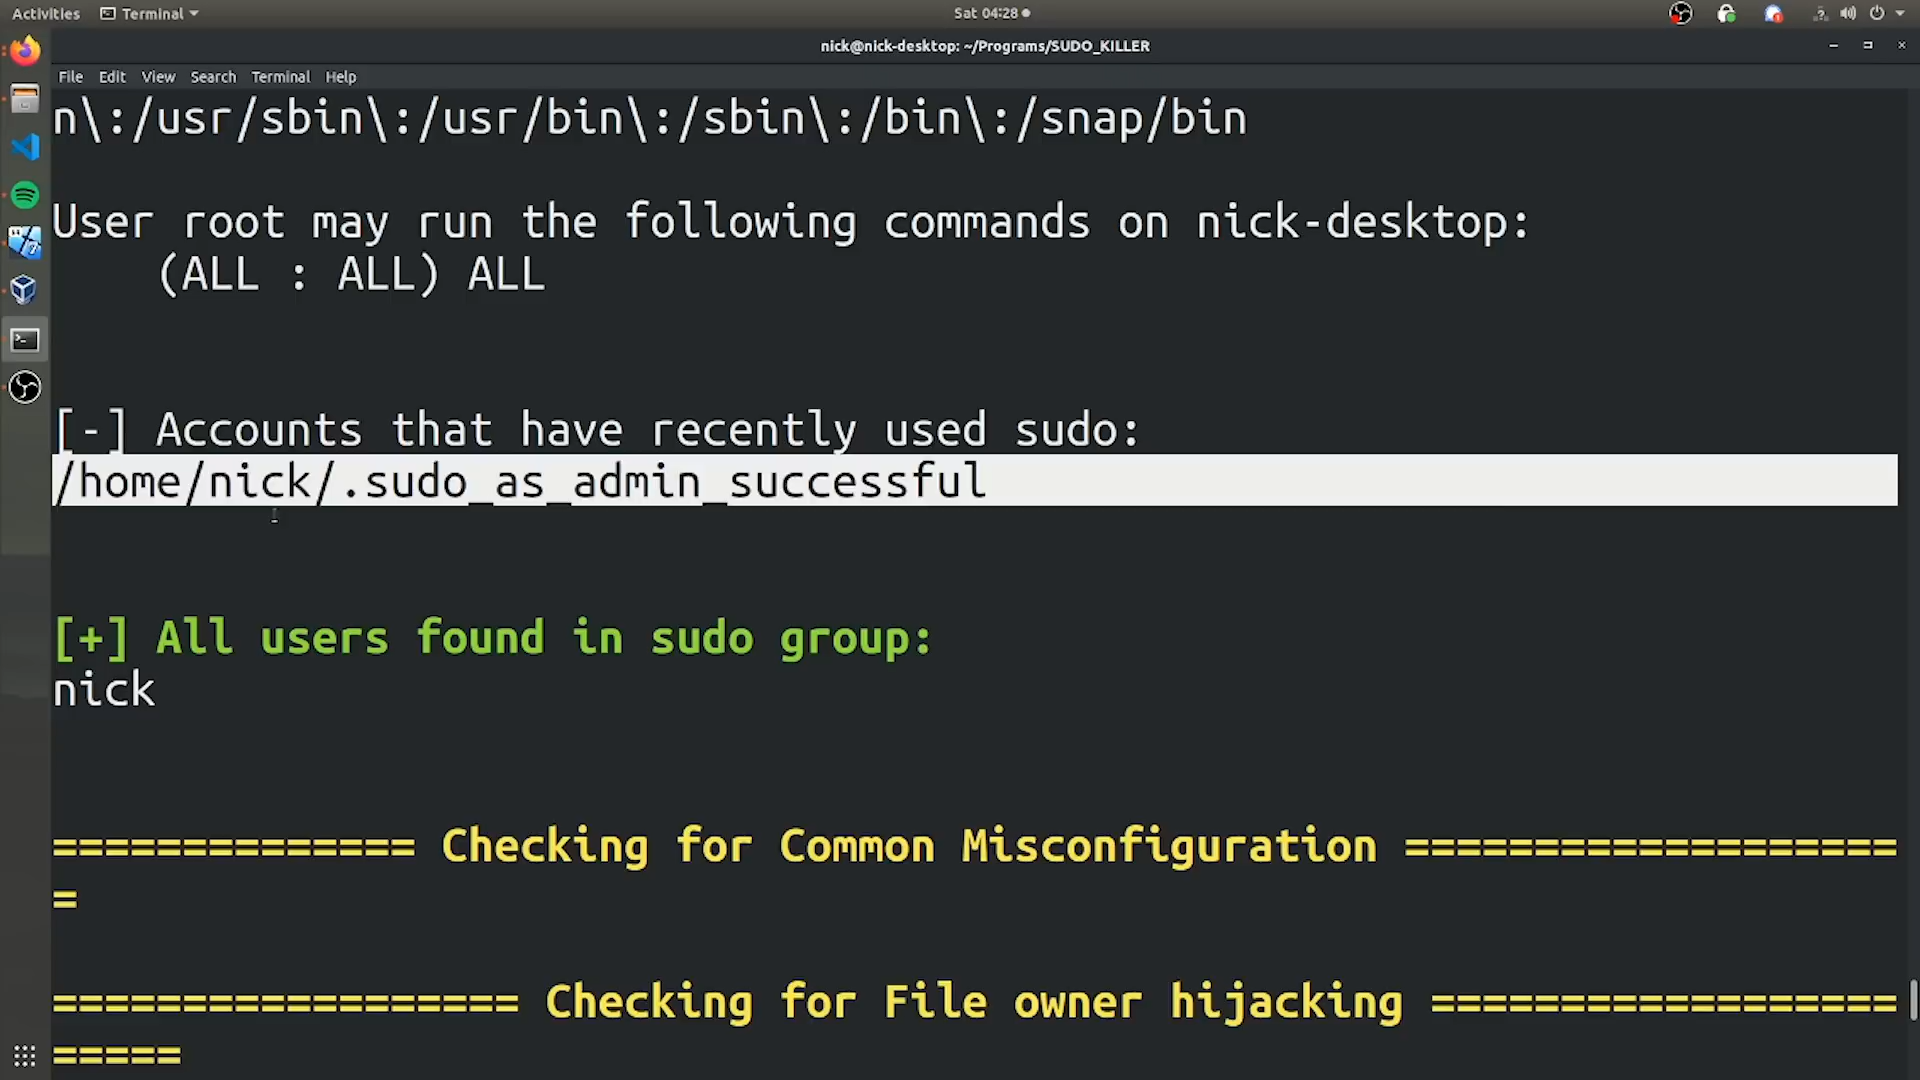 Activities Terminal Sat 04:28
nick@nick-desktop: ~/Programs/SUDO_KILLER
File Edit View Search Terminal Help
n\:/usr/sbin\:/usr/bin\:/sbin\:/bin\:/snap/bin
User root may run the following commands on nick-desktop:
(ALL : ALL) ALL
[-] Accounts that have recently used sudo:
/home/nick/.sudo_as_admin_successful
[+] All users found in sudo group:
nick
============== Checking for Common Misconfiguration ===================
=
================== Checking for File owner hijacking ==================
=====